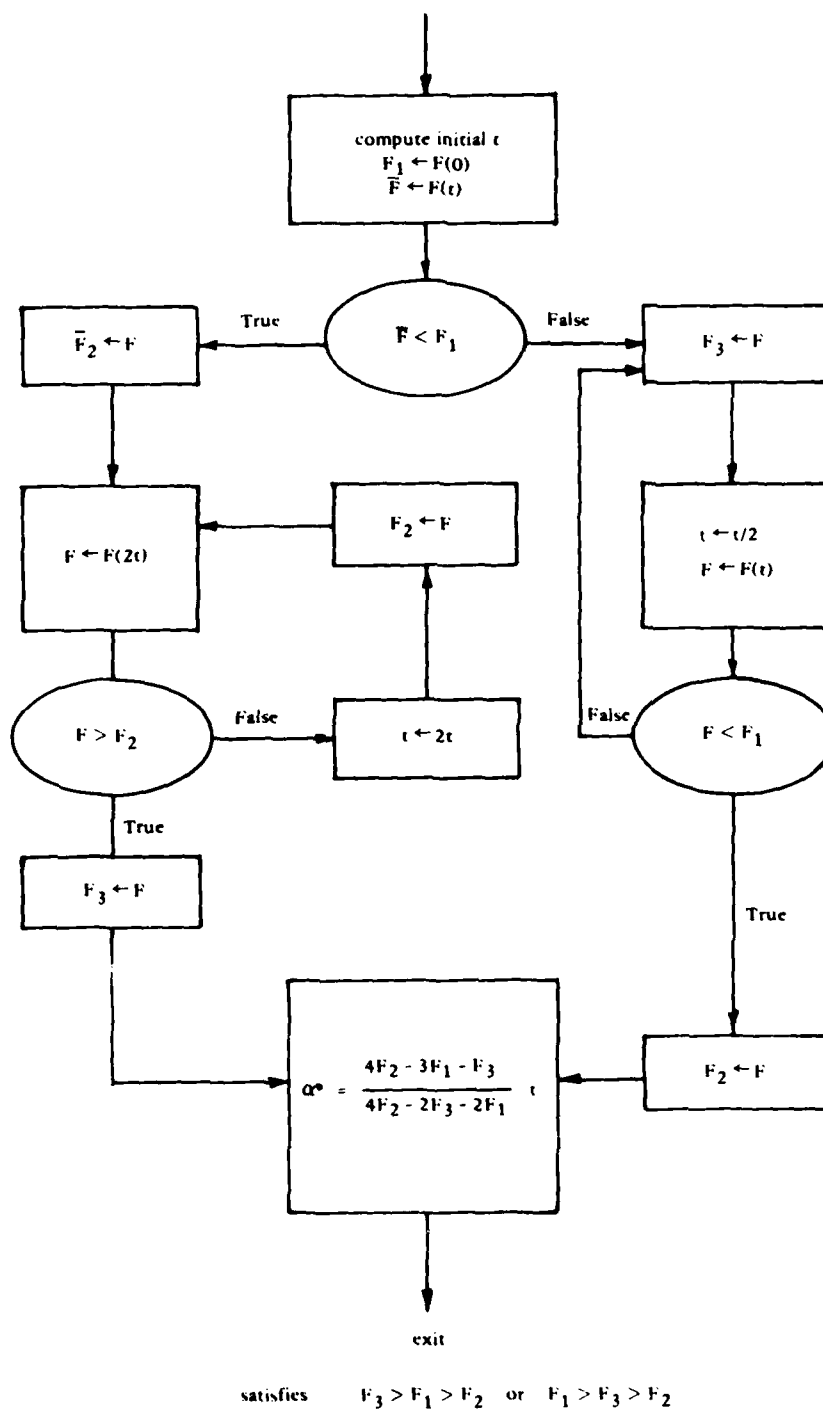 compute initial t
F₁ ← F(0)
F̅ ← F(t)
True
F̅ < F₁
False
F̅₂ ← F
F₃ ← F
F ← F(2t)
F₂ ← F
t ← t/2
F ← F(t)
F > F₂
False
t ← 2t
False
F < F₁
True
F₃ ← F
True
α* = (4F₂ - 3F₁ - F₃) / (4F₂ - 2F₃ - 2F₁) t
F₂ ← F
exit
satisfies F₃ > F₁ > F₂ or F₁ > F₃ > F₂